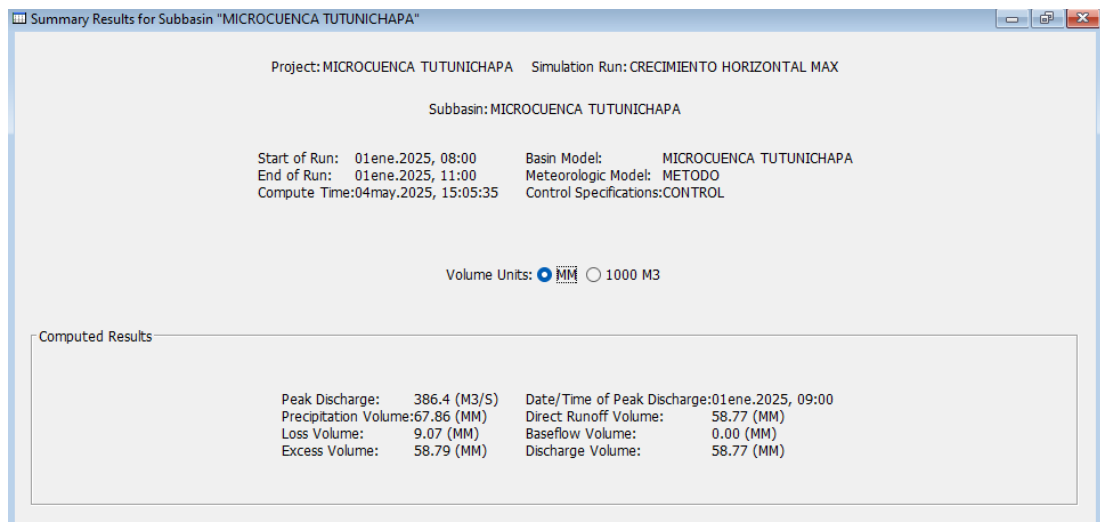 Summary Results for Subbasin "MICROCUENCA TUTUNICHAPA"
Project: MICROCUENCA TUTUNICHAPA Simulation Run: CRECIMIENTO HORIZONTAL MAX
Subbasin: MICROCUENCA TUTUNICHAPA
Start of Run: 01ene.2025, 08:00 Basin Model: MICROCUENCA TUTUNICHAPA
End of Run: 01ene.2025, 11:00 Meteorologic Model: METODO
Compute Time:04may.2025, 15:05:35 Control Specifications:CONTROL
Volume Units: MM 1000 M3
Computed Results
Peak Discharge: 386.4 (M3/S) Date/Time of Peak Discharge:01ene.2025, 09:00
Precipitation Volume:67.86 (MM) Direct Runoff Volume: 58.77 (MM)
Loss Volume: 9.07 (MM) Baseflow Volume: 0.00 (MM)
Excess Volume: 58.79 (MM) Discharge Volume: 58.77 (MM)